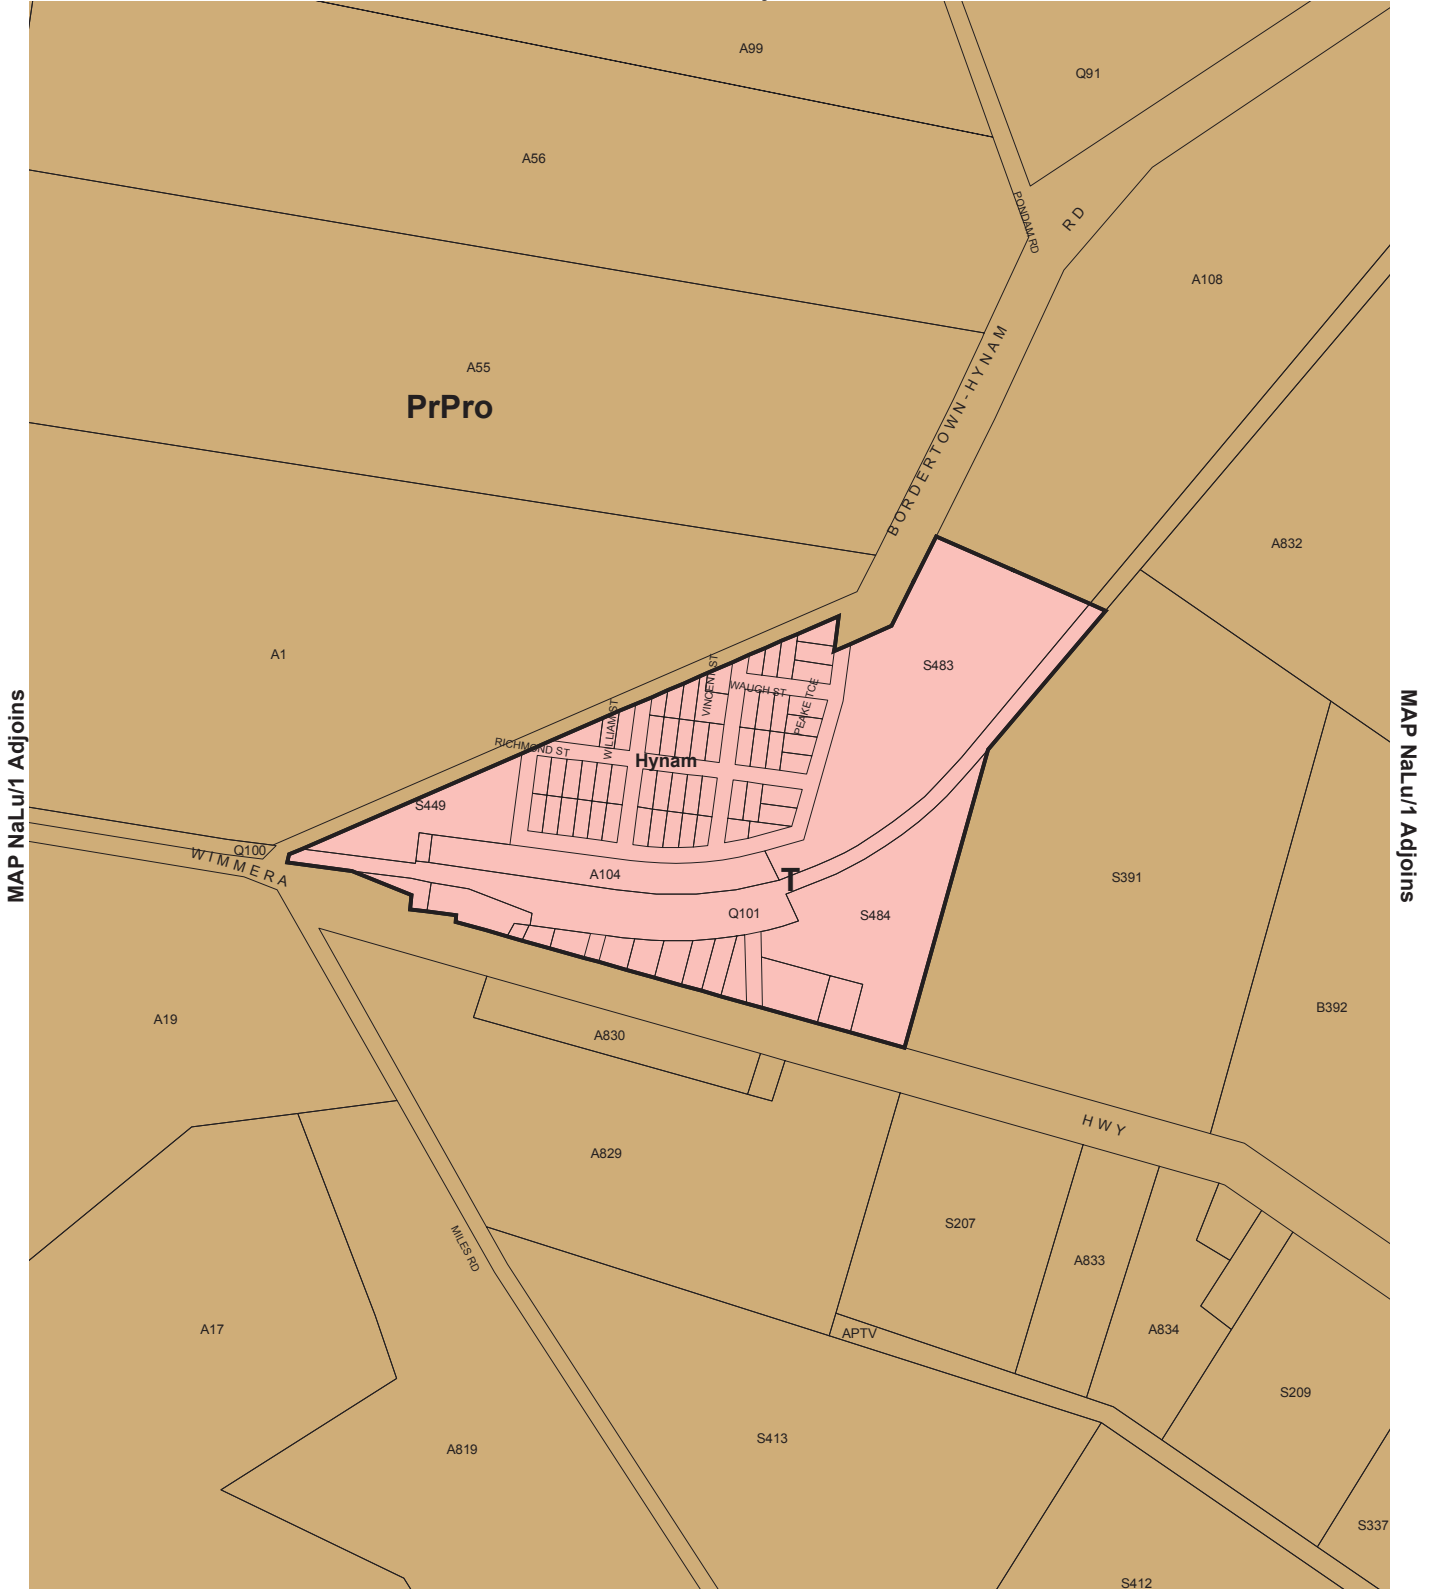 A99
Q91
A56
PONDAM RD
RD
A108
BORDERTOWN-HYNAM
A55
PrPro
A832
A1
S483
VINCENT ST
WAUGH ST
PEAKE TCE
WILLIAM ST
RICHMOND ST
Hynam
MAP NaLu/1 Adjoins
MAP NaLu/1 Adjoins
S449
Q100
WIMMERA
A104
T
S391
Q101
S484
B392
A19
A830
HWY
A829
S207
MILES RD
A833
A17
APTV
A834
S209
S413
A819
S337
S412